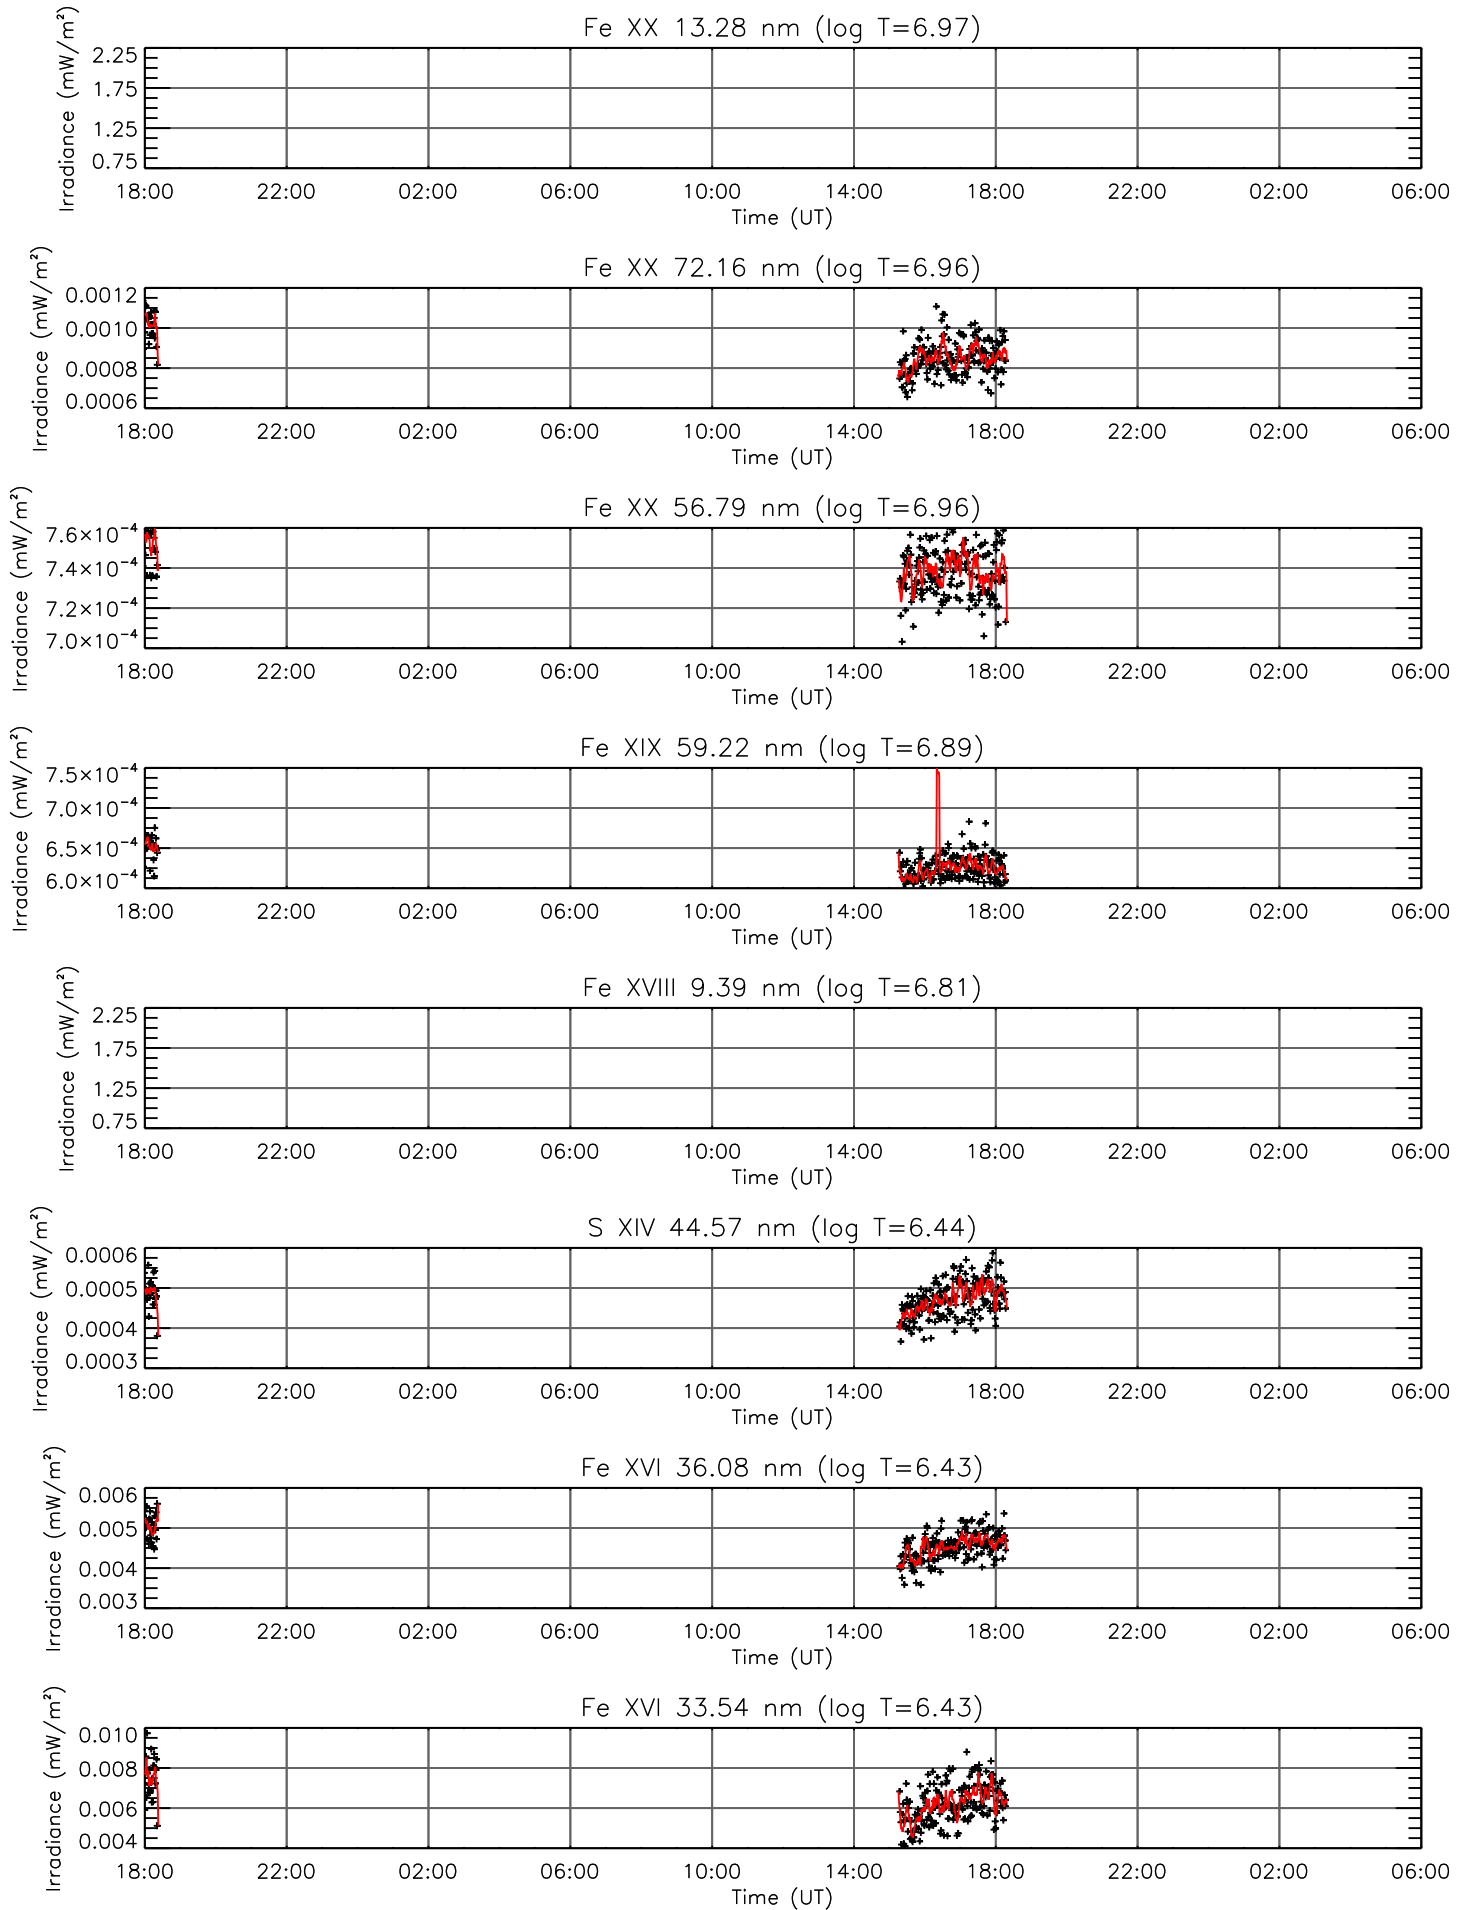 Fe XX 13.28 nm (log T=6.97)
Irradiance (mW/m²)
2.25
1.75
1.25
0.75
18:00 22:00 02:00 06:00 10:00 14:00 18:00 22:00 02:00 06:00
Time (UT)
Fe XX 72.16 nm (log T=6.96)
Irradiance (mW/m²)
0.0012
0.0010
0.0008
0.0006
18:00 22:00 02:00 06:00 10:00 14:00 18:00 22:00 02:00 06:00
Time (UT)
Fe XX 56.79 nm (log T=6.96)
Irradiance (mW/m²)
7.6×10⁻⁴
7.4×10⁻⁴
7.2×10⁻⁴
7.0×10⁻⁴
18:00 22:00 02:00 06:00 10:00 14:00 18:00 22:00 02:00 06:00
Time (UT)
Fe XIX 59.22 nm (log T=6.89)
Irradiance (mW/m²)
7.5×10⁻⁴
7.0×10⁻⁴
6.5×10⁻⁴
6.0×10⁻⁴
18:00 22:00 02:00 06:00 10:00 14:00 18:00 22:00 02:00 06:00
Time (UT)
Fe XVIII 9.39 nm (log T=6.81)
Irradiance (mW/m²)
2.25
1.75
1.25
0.75
18:00 22:00 02:00 06:00 10:00 14:00 18:00 22:00 02:00 06:00
Time (UT)
S XIV 44.57 nm (log T=6.44)
Irradiance (mW/m²)
0.0006
0.0005
0.0004
0.0003
18:00 22:00 02:00 06:00 10:00 14:00 18:00 22:00 02:00 06:00
Time (UT)
Fe XVI 36.08 nm (log T=6.43)
Irradiance (mW/m²)
0.006
0.005
0.004
0.003
18:00 22:00 02:00 06:00 10:00 14:00 18:00 22:00 02:00 06:00
Time (UT)
Fe XVI 33.54 nm (log T=6.43)
Irradiance (mW/m²)
0.010
0.008
0.006
0.004
18:00 22:00 02:00 06:00 10:00 14:00 18:00 22:00 02:00 06:00
Time (UT)